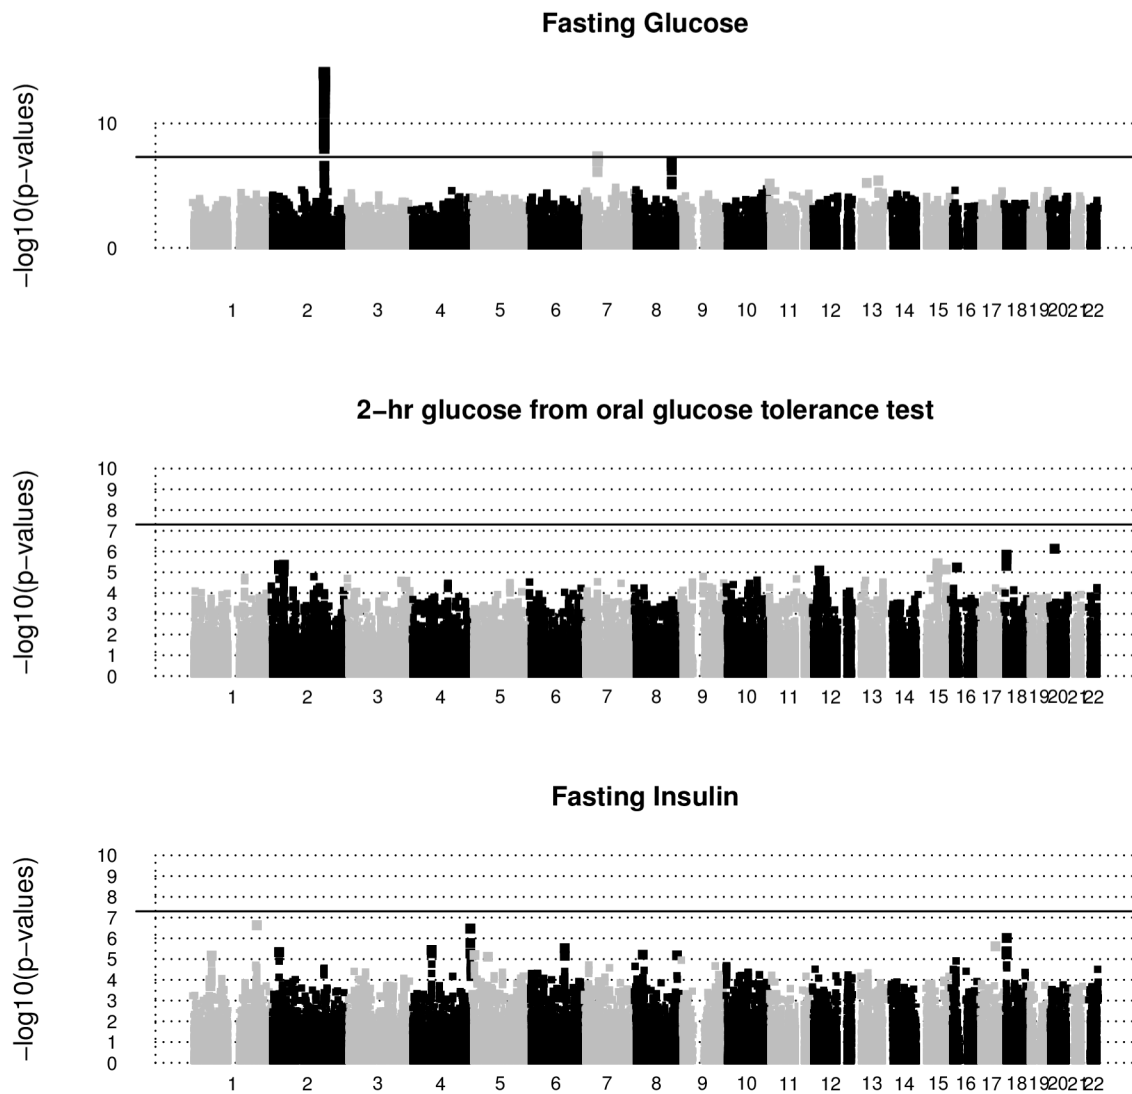 Fasting Glucose
−log10(p−values)
10
0
1 2 3 4 5 6 7 8 9 10 11 12 13 14 15 16 17 18 19 20 21 22
2−hr glucose from oral glucose tolerance test
−log10(p−values)
10
9
8
7
6
5
4
3
2
1
0
1 2 3 4 5 6 7 8 9 10 11 12 13 14 15 16 17 18 19 20 21 22
Fasting Insulin
−log10(p−values)
10
9
8
7
6
5
4
3
2
1
0
1 2 3 4 5 6 7 8 9 10 11 12 13 14 15 16 17 18 19 20 21 22